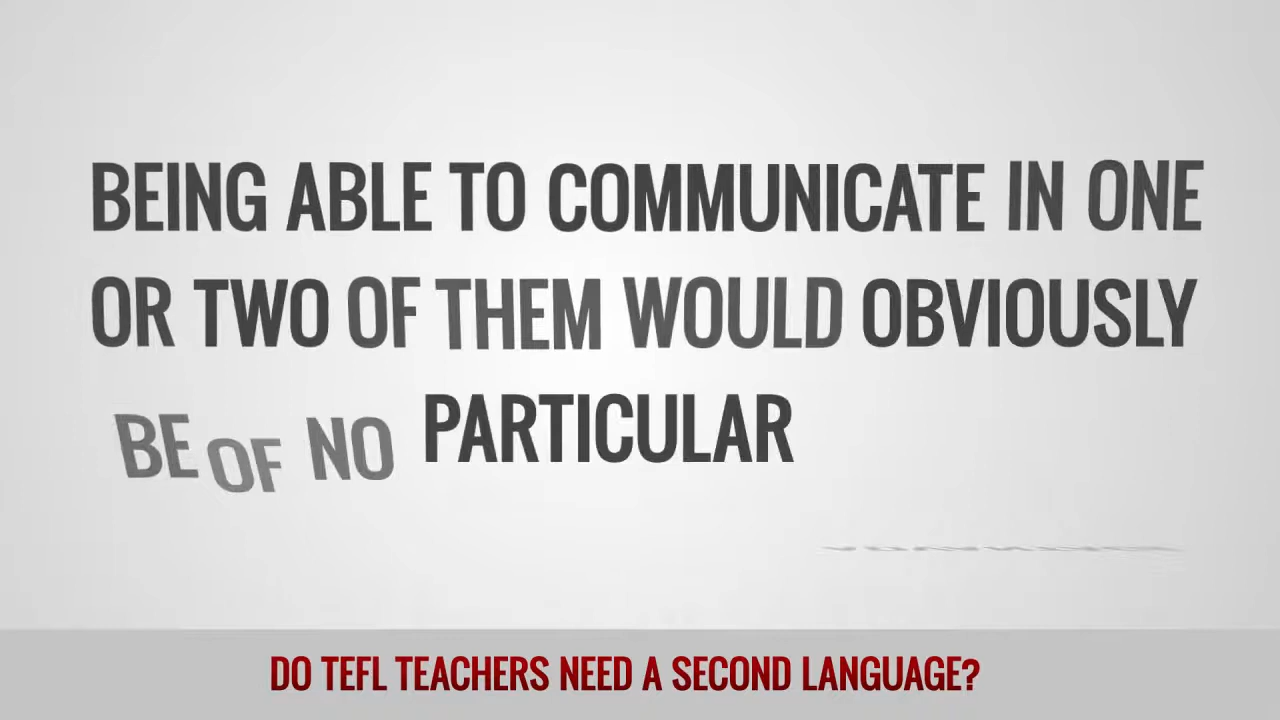 BEING ABLE TO COMMUNICATE IN ONE
OR TWO OF THEM WOULD OBVIOUSLY
BE OF NO PARTICULAR
DO TEFL TEACHERS NEED A SECOND LANGUAGE?